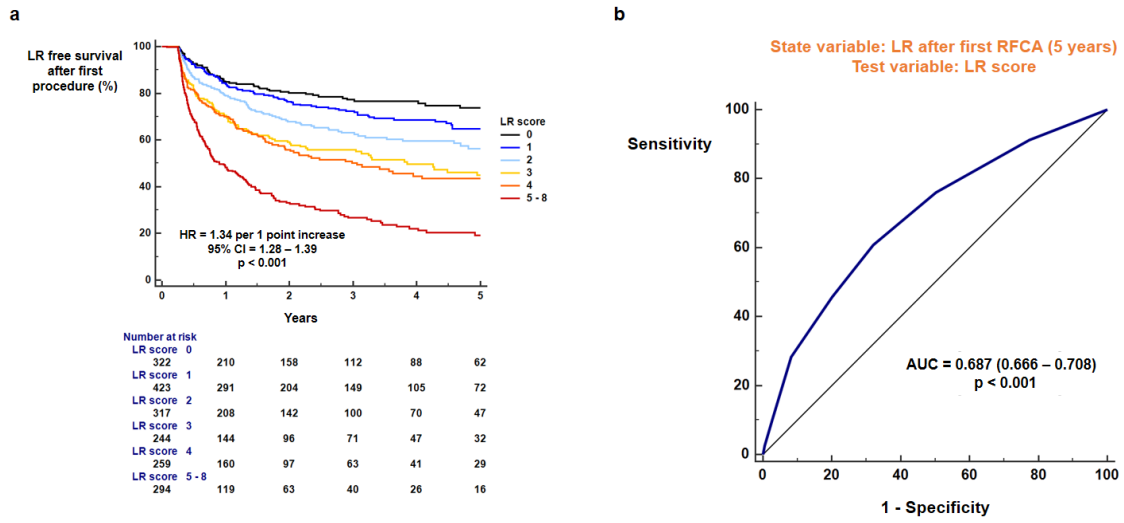 a
LR free survival
after first
procedure (%)
100
80
60
40
20
0
HR = 1.34 per 1 point increase
95% CI = 1.28 – 1.39
p < 0.001
0 1 2 3 4 5
Years
LR score
0
1
2
3
4
5 - 8
Number at risk
LR score 0
322 210 158 112 88 62
LR score 1
423 291 204 149 105 72
LR score 2
317 208 142 100 70 47
LR score 3
244 144 96 71 47 32
LR score 4
259 160 97 63 41 29
LR score 5 - 8
294 119 63 40 26 16
b
State variable: LR after first RFCA (5 years)
Test variable: LR score
Sensitivity
100
80
60
40
20
0
AUC = 0.687 (0.666 – 0.708)
p < 0.001
0 20 40 60 80 100
1 - Specificity